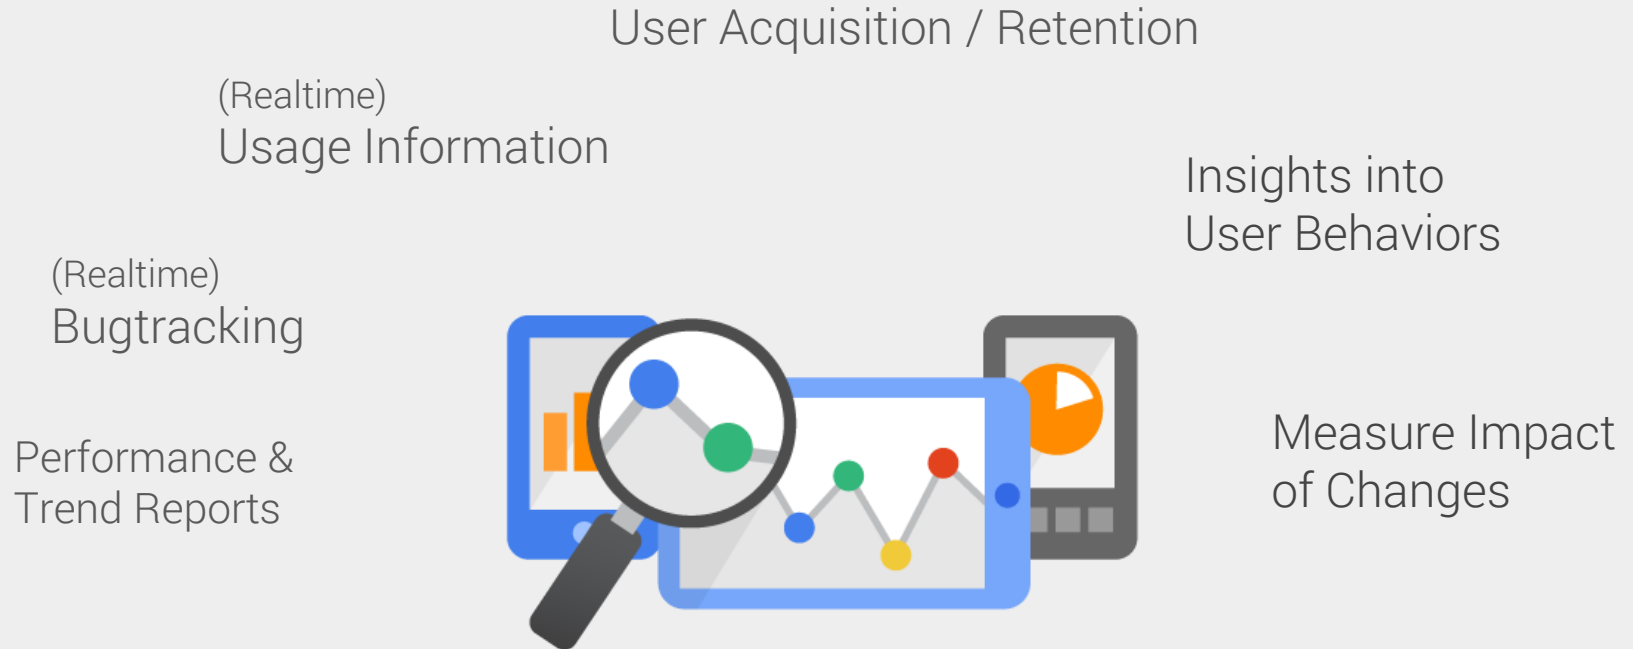 User Acquisition / Retention
(Realtime)
Usage Information
Insights into
User Behaviors
(Realtime)
Bugtracking
Measure Impact
of Changes
Performance &
Trend Reports